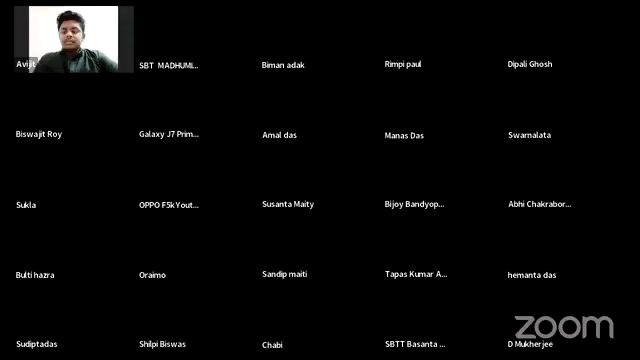 Avijit
SBT MADHUMI...
Biman adak
Rimpi paul
Dipali Ghosh
Biswajit Roy
Galaxy J7 Prim...
Amal das
Manas Das
Swarnalata
Sukla
OPPO F5k Yout...
Susanta Maity
Bijoy Bandyop...
Abhi Chakrabor...
Bulti hazra
Oraimo
Sandip maiti
Tapas Kumar A...
hemanta das
zoom
Sudiptadas
Shilpi Biswas
Chabi
SBTT Basanta ...
D Mukherjee